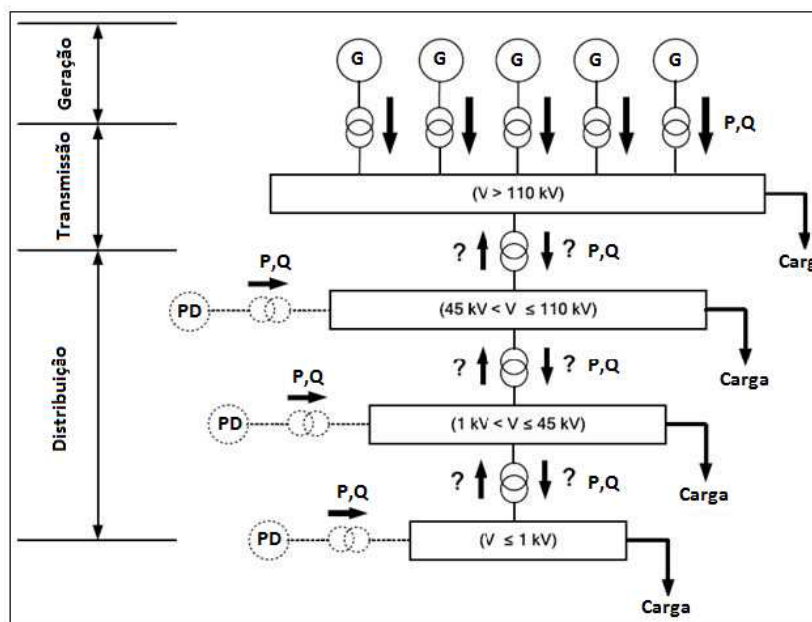 Geração
Transmissão
Distribuição
G G G G G
P,Q
(V > 110 kV)
Carga
? ? P,Q
P,Q
PD
(45 kV < V ≤ 110 kV)
Carga
? ? P,Q
P,Q
PD
(1 kV < V ≤ 45 kV)
Carga
? ? P,Q
P,Q
PD
(V ≤ 1 kV)
Carga